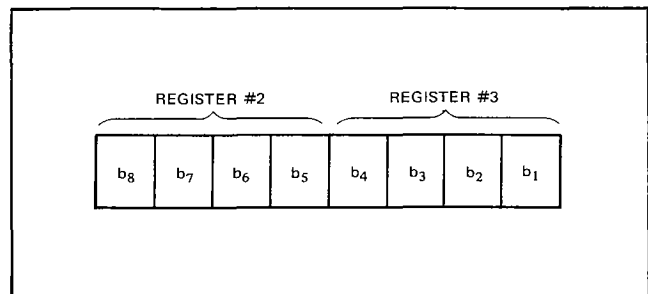 REGISTER #2 REGISTER #3
b₈ b₇ b₆ b₅ b₄ b₃ b₂ b₁